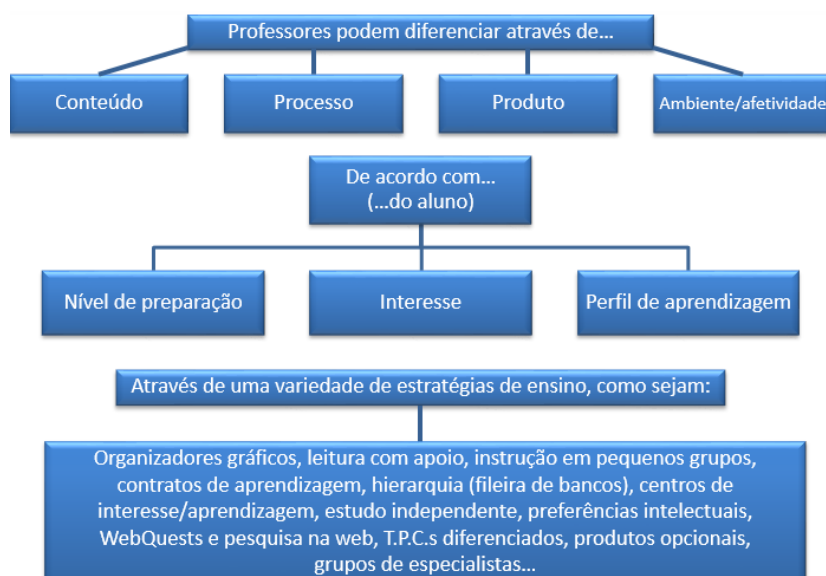 Professores podem diferenciar através de...
Conteúdo
Processo
Produto
Ambiente/afetividade
De acordo com...
(...do aluno)
Nível de preparação
Interesse
Perfil de aprendizagem
Através de uma variedade de estratégias de ensino, como sejam:
Organizadores gráficos, leitura com apoio, instrução em pequenos grupos,
contratos de aprendizagem, hierarquia (fileira de bancos), centros de
interesse/aprendizagem, estudo independente, preferências intelectuais,
WebQuests e pesquisa na web, T.P.C.s diferenciados, produtos opcionais,
grupos de especialistas...